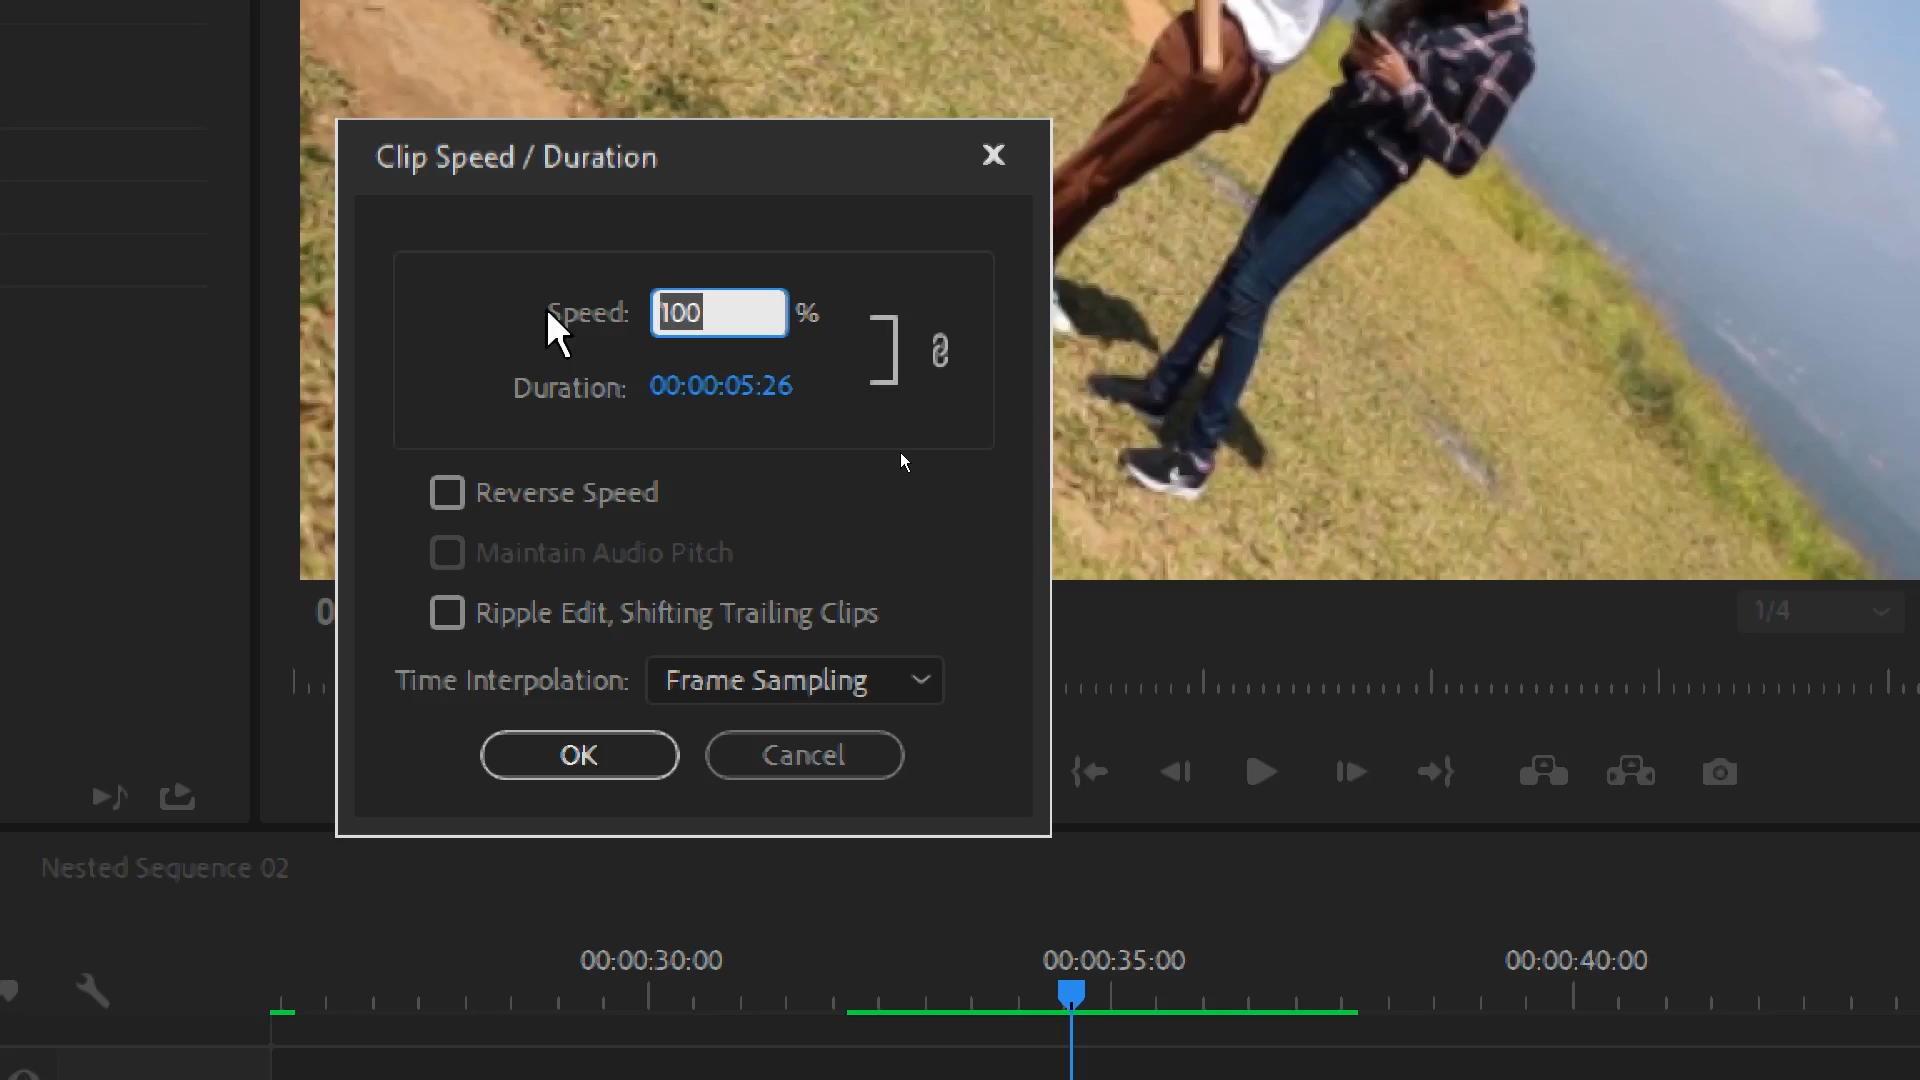 Clip Speed / Duration
Speed: 100 %
Duration: 00:00:05:26
Reverse Speed
Maintain Audio Pitch
Ripple Edit, Shifting Trailing Clips
Time Interpolation: Frame Sampling
OK Cancel
0
1/4
Nested Sequence 02
00:00:30:00 00:00:35:00 00:00:40:00